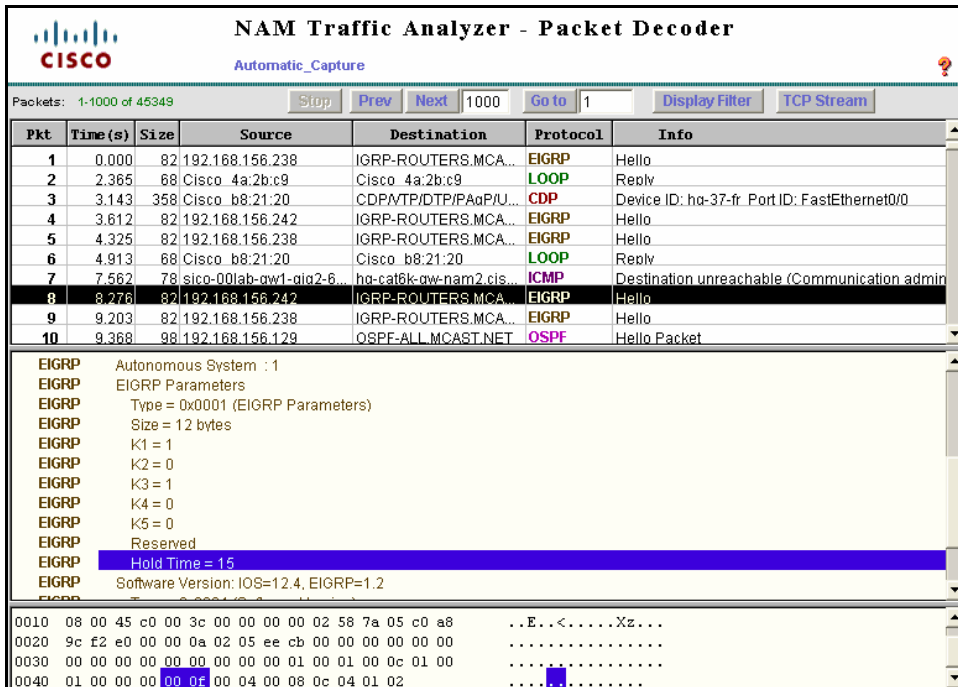 CISCO
NAM Traffic Analyzer - Packet Decoder
Automatic_Capture
?
Packets: 1-1000 of 45349 Stop Prev Next 1000 Go to 1 Display Filter TCP Stream
Pkt Time(s) Size Source Destination Protocol Info
1 0.000 82 192.168.156.238 IGRP-ROUTERS.MCA... EIGRP Hello
2 2.365 68 Cisco_4a:2b:c9 Cisco_4a:2b:c9 LOOP Reply
3 3.143 358 Cisco_b8:21:20 CDP/VTP/DTP/PAgP/U... CDP Device ID: hq-37-fr Port ID: FastEthernet0/0
4 3.612 82 192.168.156.242 IGRP-ROUTERS.MCA... EIGRP Hello
5 4.325 82 192.168.156.238 IGRP-ROUTERS.MCA... EIGRP Hello
6 4.913 68 Cisco_b8:21:20 Cisco_b8:21:20 LOOP Reply
7 7.562 78 sjco-00lab-gw1-gig2-6... hq-cat6k-gw-nam2.cis... ICMP Destination unreachable (Communication admin
8 8.276 82 192.168.156.242 IGRP-ROUTERS.MCA... EIGRP Hello
9 9.203 82 192.168.156.238 IGRP-ROUTERS.MCA... EIGRP Hello
10 9.368 98 192.168.156.129 OSPF-ALL.MCAST.NET OSPF Hello Packet
EIGRP Autonomous System : 1
EIGRP EIGRP Parameters
EIGRP Type = 0x0001 (EIGRP Parameters)
EIGRP Size = 12 bytes
EIGRP K1 = 1
EIGRP K2 = 0
EIGRP K3 = 1
EIGRP K4 = 0
EIGRP K5 = 0
EIGRP Reserved
EIGRP Hold Time = 15
EIGRP Software Version: IOS=12.4, EIGRP=1.2
0010 08 00 45 c0 00 3c 00 00 00 00 02 58 7a 05 c0 a8 ..E..<.....Xz...
0020 9c f2 e0 00 00 0a 02 05 ee cb 00 00 00 00 00 00 ................
0030 00 00 00 00 00 00 00 00 00 01 00 01 00 0c 01 00 ................
0040 01 00 00 00 00 0f 00 04 00 08 0c 04 01 02 ..............